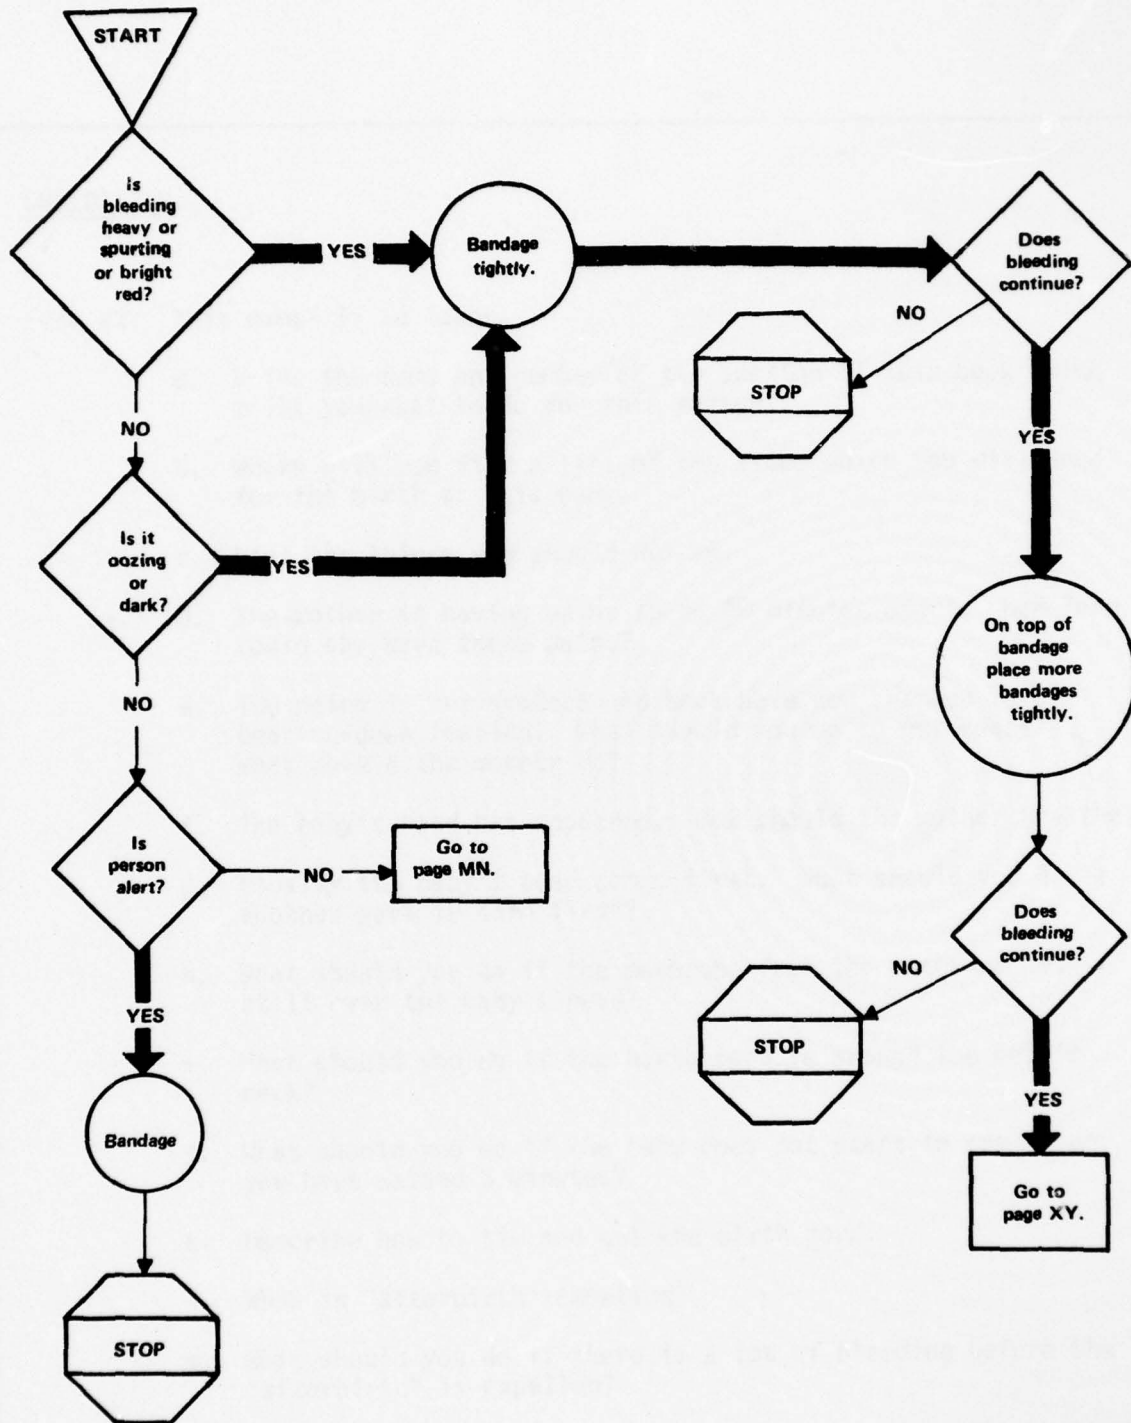 START
Is
bleeding
heavy or
spurting
or bright
red?
YES
Bandage
tightly.
Does
bleeding
continue?
NO
STOP
YES
NO
Is it
oozing
or
dark?
YES
On top of
bandage
place more
bandages
tightly.
NO
Is
person
alert?
NO
Go to
page MN.
Does
bleeding
continue?
NO
STOP
YES
YES
Bandage
Go to
page XY.
STOP